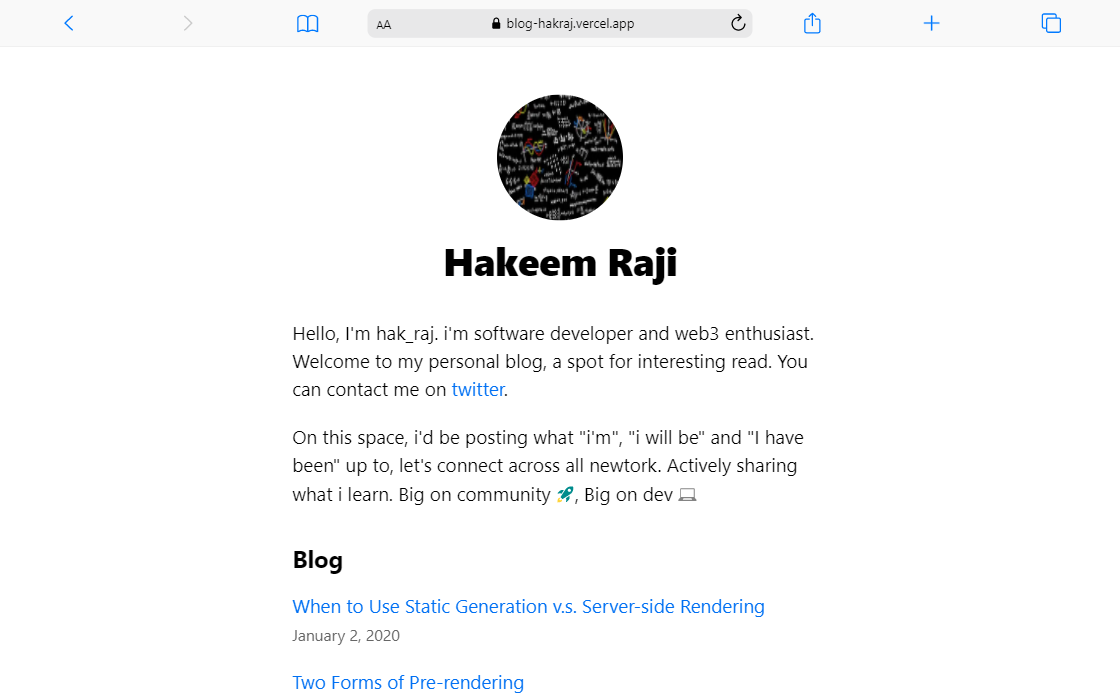 AA
blog-hakraj.vercel.app
Hakeem Raji
Hello, I'm hak_raj. i'm software developer and web3 enthusiast.
Welcome to my personal blog, a spot for interesting read. You
can contact me on twitter.
On this space, i'd be posting what "i'm", "i will be" and "I have
been" up to, let's connect across all newtork. Actively sharing
what i learn. Big on community 🚀, Big on dev 💻
Blog
When to Use Static Generation v.s. Server-side Rendering
January 2, 2020
Two Forms of Pre-rendering